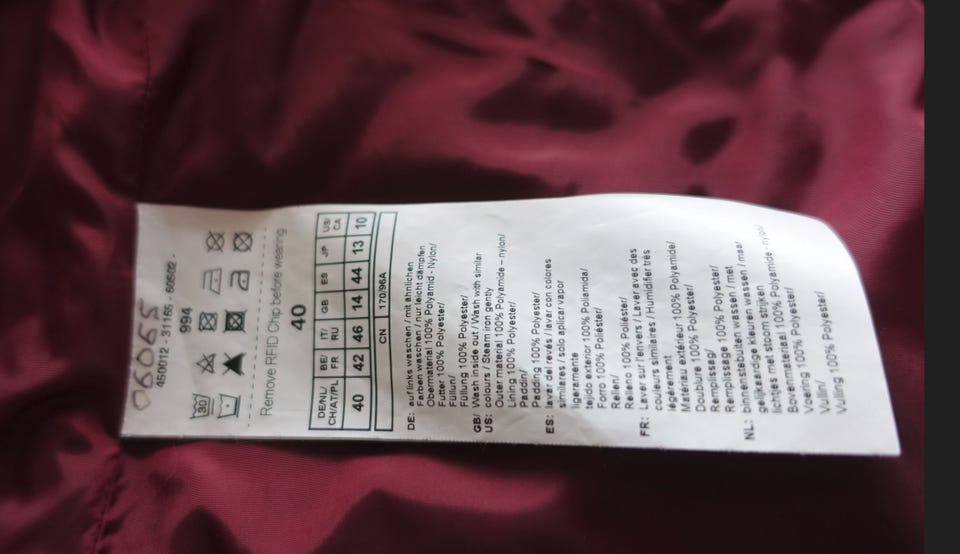 06065
450012 - 31165 - 60502 -
994
30
Remove RFID Chip before wearing
40
DE/NL BE/ IT/ GB ES JP US/
CH/AT/PL FR RU CA
40 42 46 14 44 13 10
CN 170/96A
DE: auf links waschen / mit ähnlichen
Farben waschen / nur leicht dämpfen
Obermaterial 100% Polyamid - Nylon/
Futter 100% Polyester/
Füllun/
Füllung 100% Polyester/
GB: Wash inside out / Wash with similar
US: colours / Steam iron gently
Outer material 100% Polyamide – nylon/
Lining 100% Polyester/
Paddin/
Padding 100% Polyester/
ES: lavar del revés / lavar con colores
similares / solo aplicar vapor
ligeramente
tejido exterior 100% Poliamida/
Forro 100% Poliéster/
Relleno 100% Poliéster/
FR: Laver sur l'envers / Laver avec des
couleurs similaires / Humidifier très
légèrement
Matériau extérieur 100% Polyamide/
Doublure 100% Polyester/
Remplissag/
Remplissage 100% Polyester/
NL: binnenstebuiten wassen / met
gelijkaardige kleuren wassen / maar
lichtjes met stoom strijken
Bovenmateriaal 100% Polyamide - nylon/
Voering 100% Polyester/
Vullin/
Vulling 100% Polyester/